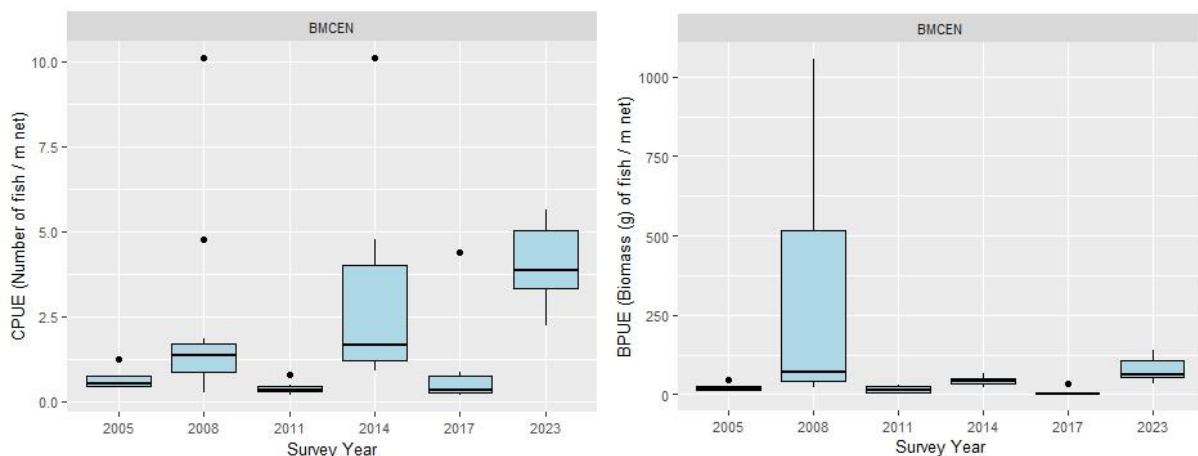 BMCEN
CPUE (Number of fish / m net)
10.0
7.5
5.0
2.5
0.0
2005 2008 2011 2014 2017 2023
Survey Year
BMCEN
BPUE (Biomass (g) of fish / m net)
1000
750
500
250
0
2005 2008 2011 2014 2017 2023
Survey Year